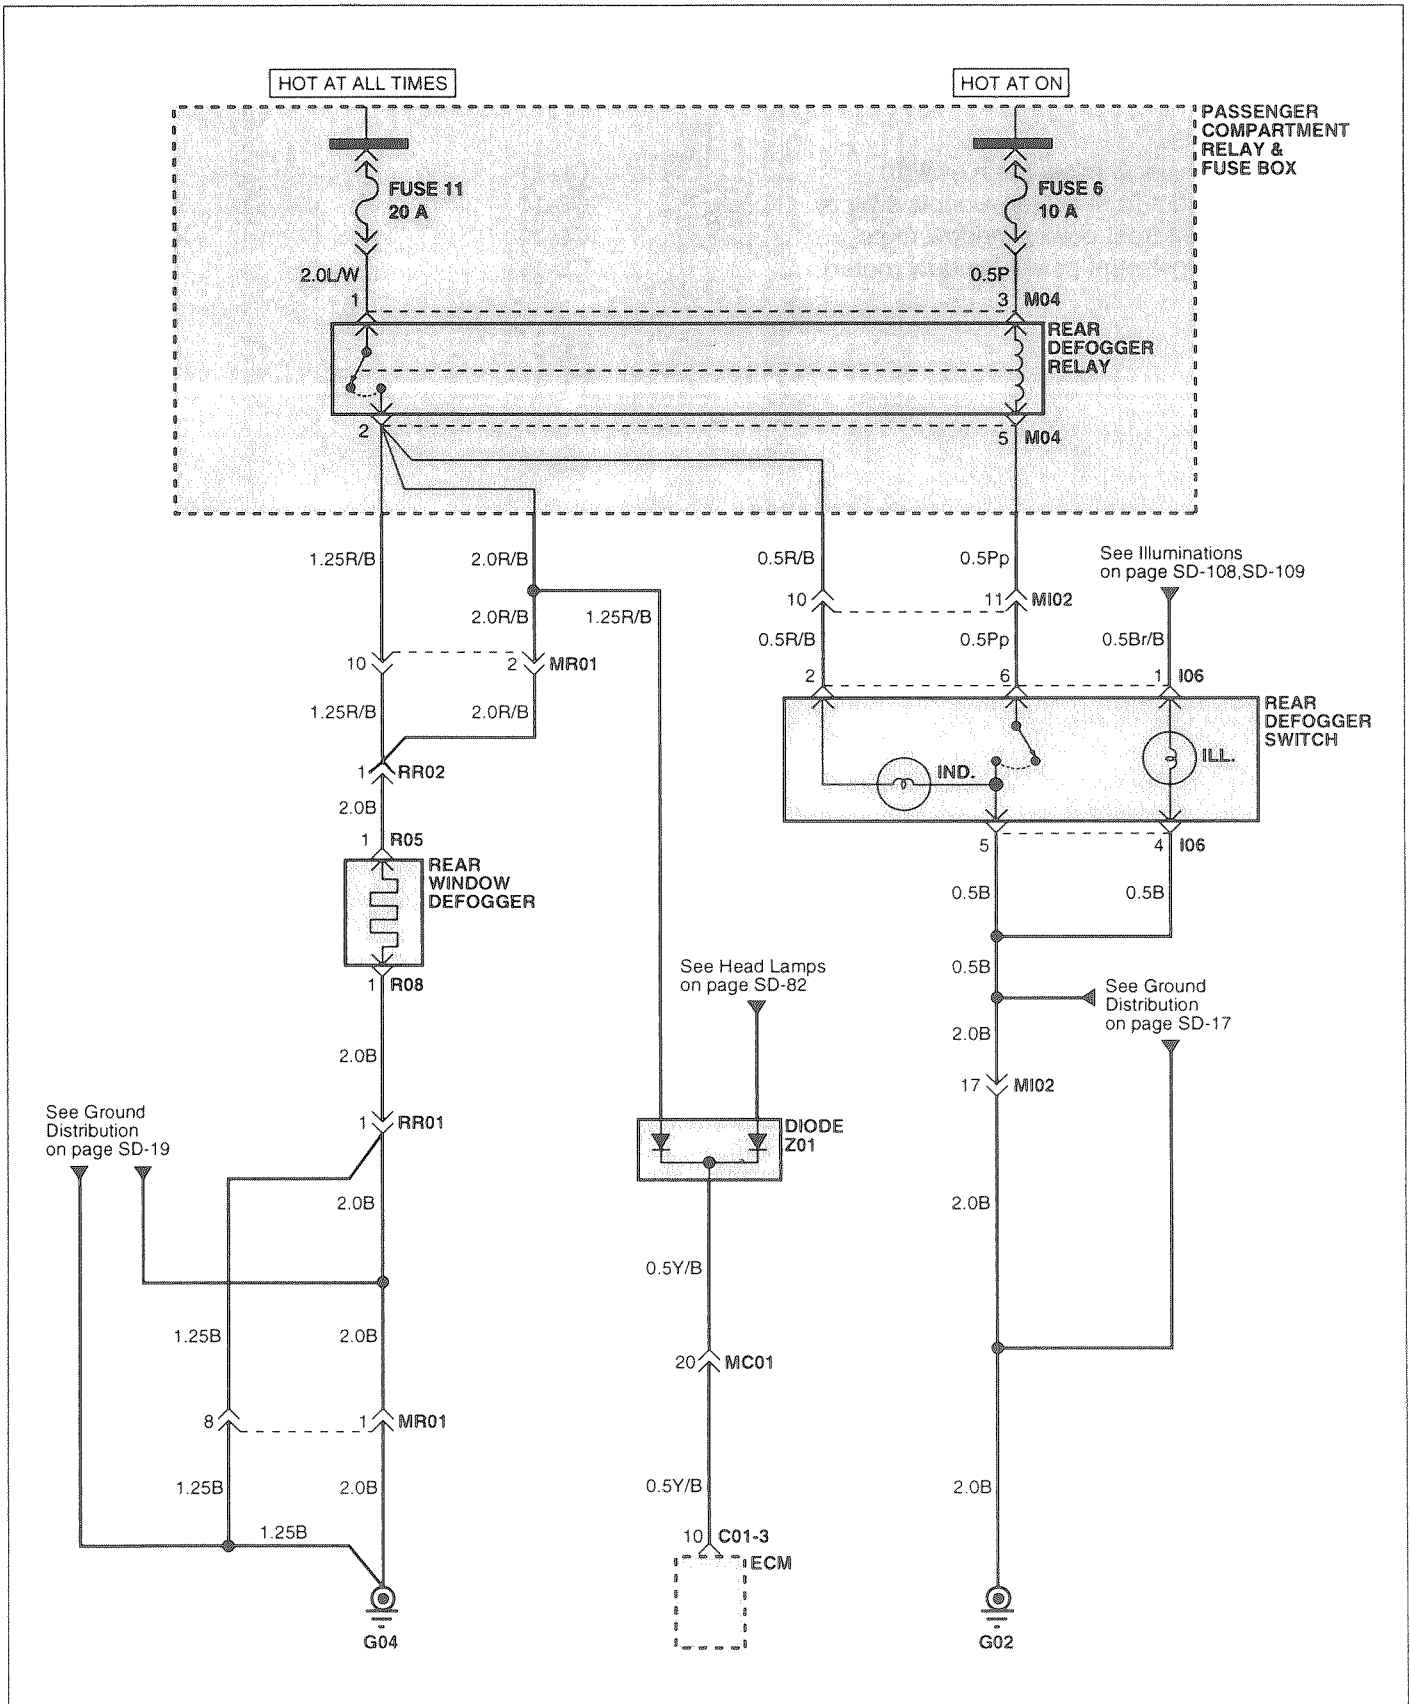 HOT AT ALL TIMES
HOT AT ON
PASSENGER
COMPARTMENT
RELAY &
FUSE BOX
FUSE 11
20 A
FUSE 6
10 A
2.0L/W
0.5P
1
3 M04
REAR
DEFOGGER
RELAY
2
5 M04
1.25R/B
2.0R/B
0.5R/B
0.5Pp
See Illuminations
on page SD-108,SD-109
10
11 MI02
2.0R/B
1.25R/B
0.5R/B
0.5Pp
0.5Br/B
10
2 MR01
2
6
1 I06
1.25R/B
2.0R/B
REAR
DEFOGGER
SWITCH
IND.
ILL.
1 RR02
2.0B
1 R05
5
4 I06
REAR
WINDOW
DEFOGGER
0.5B
0.5B
See Head Lamps
on page SD-82
0.5B
1 R08
See Ground
Distribution
on page SD-17
2.0B
2.0B
17 MI02
See Ground
Distribution
on page SD-19
1 RR01
DIODE
Z01
2.0B
2.0B
0.5Y/B
1.25B
2.0B
20 MC01
8
1 MR01
1.25B
2.0B
0.5Y/B
2.0B
1.25B
10 C01-3
ECM
G04
G02